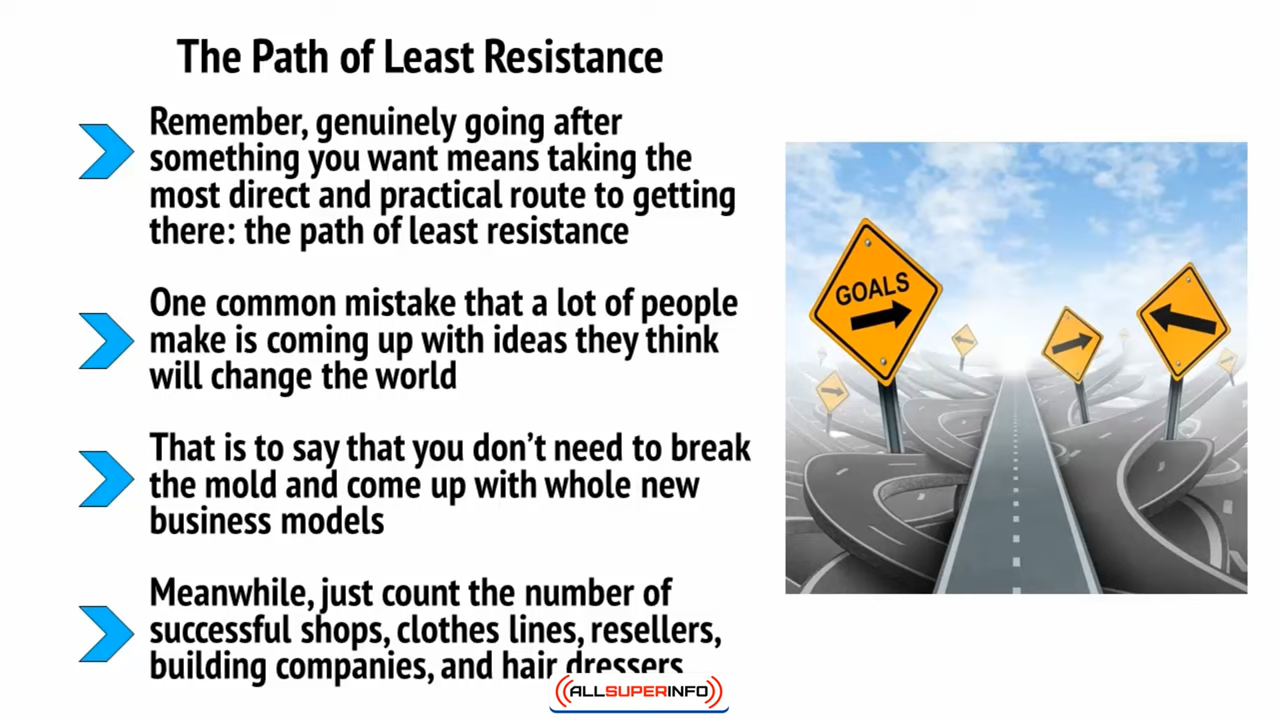 The Path of Least Resistance
Remember, genuinely going after
something you want means taking the
most direct and practical route to getting
there: the path of least resistance
One common mistake that a lot of people
make is coming up with ideas they think
will change the world
That is to say that you don’t need to break
the mold and come up with whole new
business models
Meanwhile, just count the number of
successful shops, clothes lines, resellers,
building companies, and hair dressers
GOALS
ALLSUPERINFO